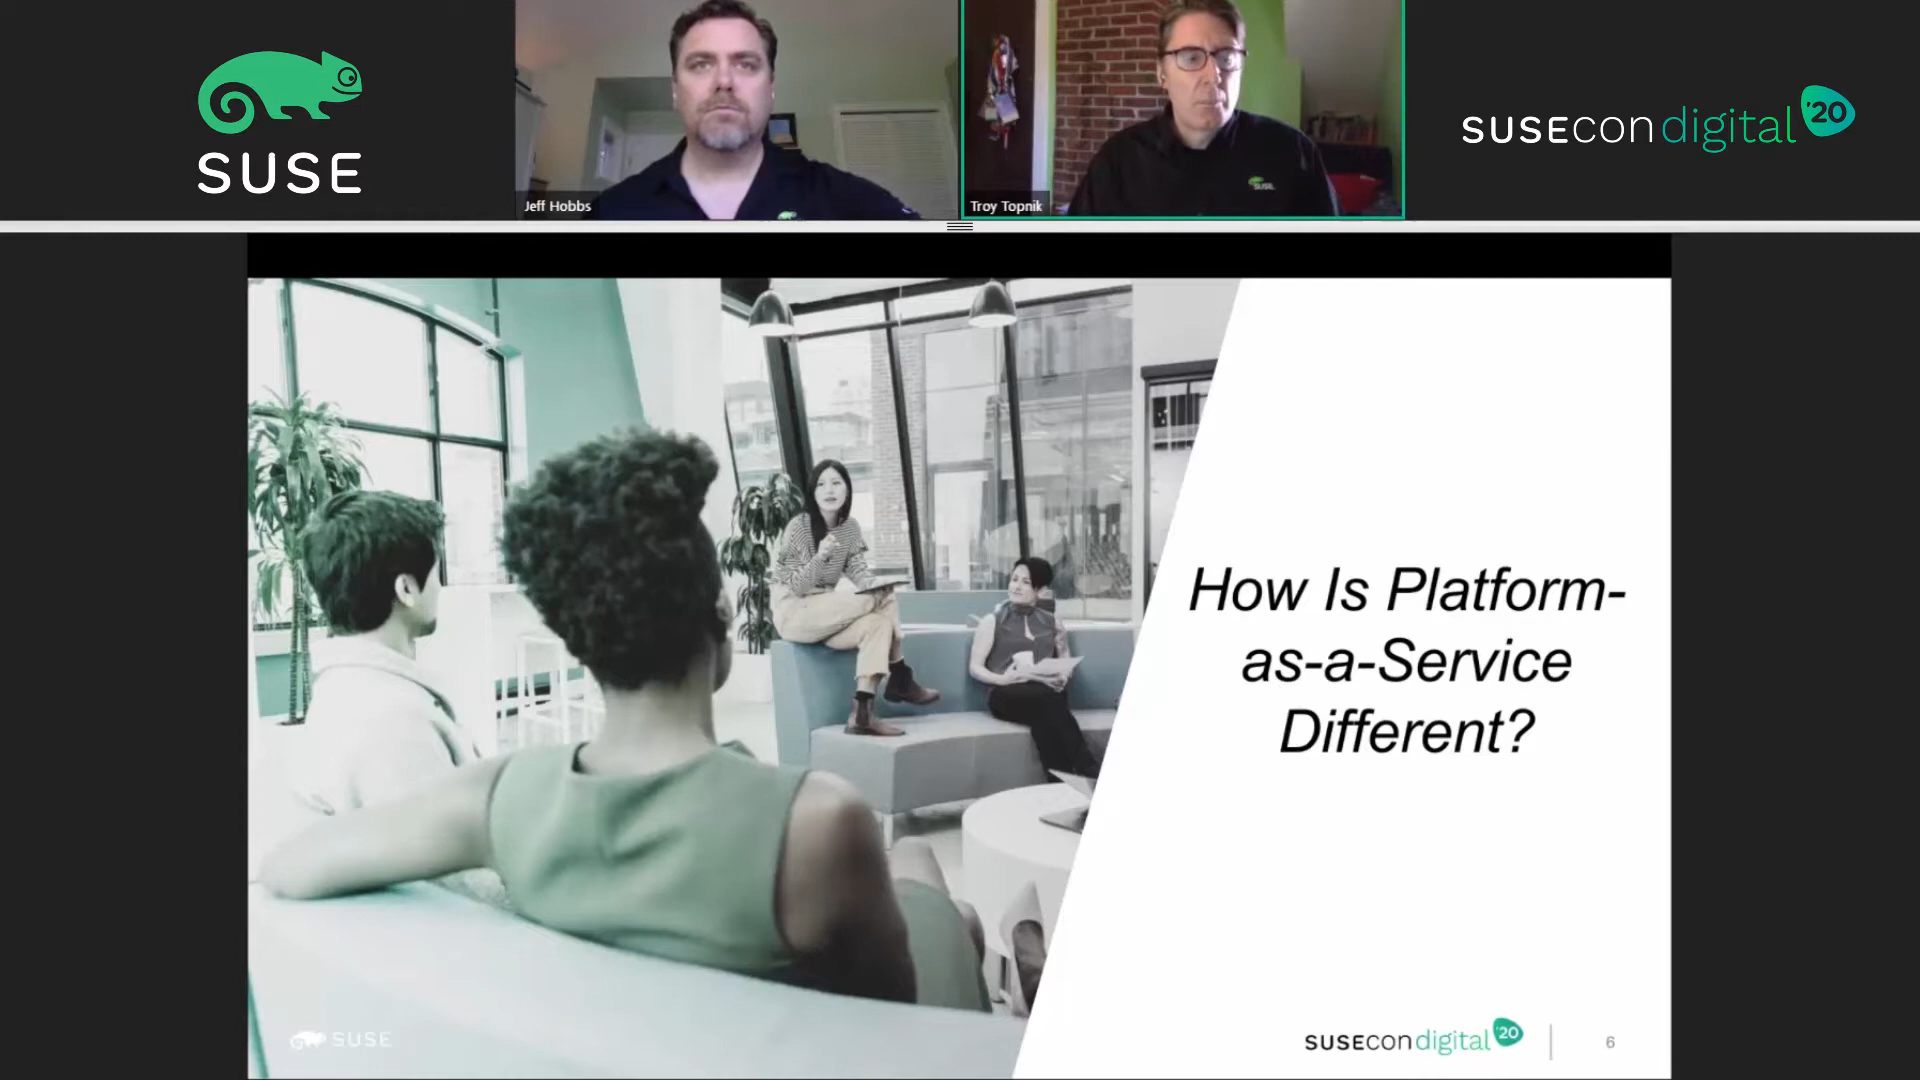 SUSE
Jeff Hobbs
Troy Topnik
SUSE
SUSEcon digital '20
How Is Platform-
as-a-Service
Different?
SUSE
SUSEcon digital '20
6